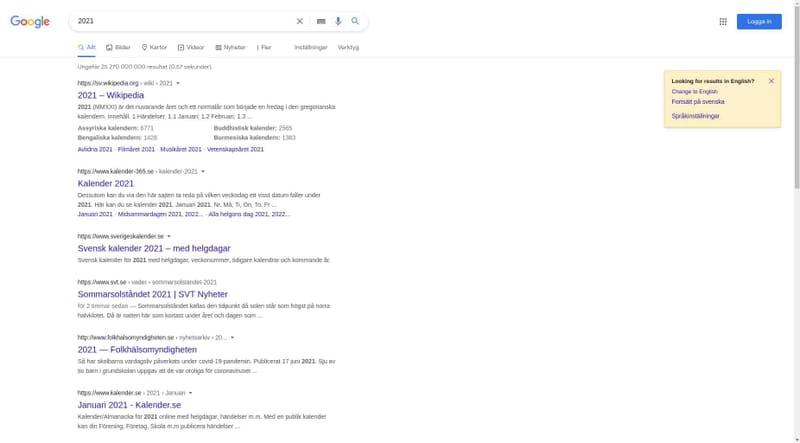 Google
2021
Logga in
Allt
Bilder
Kartor
Videor
Nyheter
Fler
Inställningar
Verktyg
Ungefär 25 270 000 000 resultat (0,67 sekunder)
https://sv.wikipedia.org › wiki › 2021
2021 – Wikipedia
2021 (MMXXI) är det nuvarande året och ett normalår som började en fredag i den gregorianska
kalendern. Innehåll. 1 Händelser. 1.1 Januari; 1.2 Februari; 1.3 ...
Assyriska kalendern: 6771
Buddhistisk kalender: 2565
Bengaliska kalendern: 1428
Burmesiska kalendern: 1383
Avlidna 2021 · Filmåret 2021 · Musikåret 2021 · Vetenskapsåret 2021
https://www.kalender-365.se › kalender-2021
Kalender 2021
Dessutom kan du via den här sajten ta reda på vilken veckodag ett visst datum faller under
2021. Här kan du se kalender 2021. Januari 2021. Nr, Må, Ti, On, To, Fr ...
Januari 2021 · Midsommardagen 2021, 2022... · Alla helgons dag 2021, 2022...
https://www.sverigeskalender.se
Svensk kalender 2021 – med helgdagar
Svensk kalender för 2021 med helgdagar, veckonummer, tidigare kalendrar och kommande år.
https://www.svt.se › vader › sommarsolstandet-2021
Sommarsolståndet 2021 | SVT Nyheter
för 2 timmar sedan — Sommarsolståndet kallas den tidpunkt då solen står som högst på norra
halvklotet. Då är natten här som kortast under året och dagen som ...
http://www.folkhalsomyndigheten.se › nyhetsarkiv › 20...
2021 — Folkhälsomyndigheten
Så har skolbarns vardagsliv påverkats under covid-19-pandemin. Publicerat 17 juni 2021. Sju av
tio barn i grundskolan uppgav att de var oroliga för coronaviruset ...
https://www.kalender.se › 2021 › Januari
Januari 2021 - Kalender.se
Kalender/Almanacka för 2021 online med helgdagar, händelser m.m. Med en publik kalender
kan din Förening, Företag, Skola m.m publicera händelser ...
Looking for results in English?
Change to English
Fortsätt på svenska
Språkinställningar